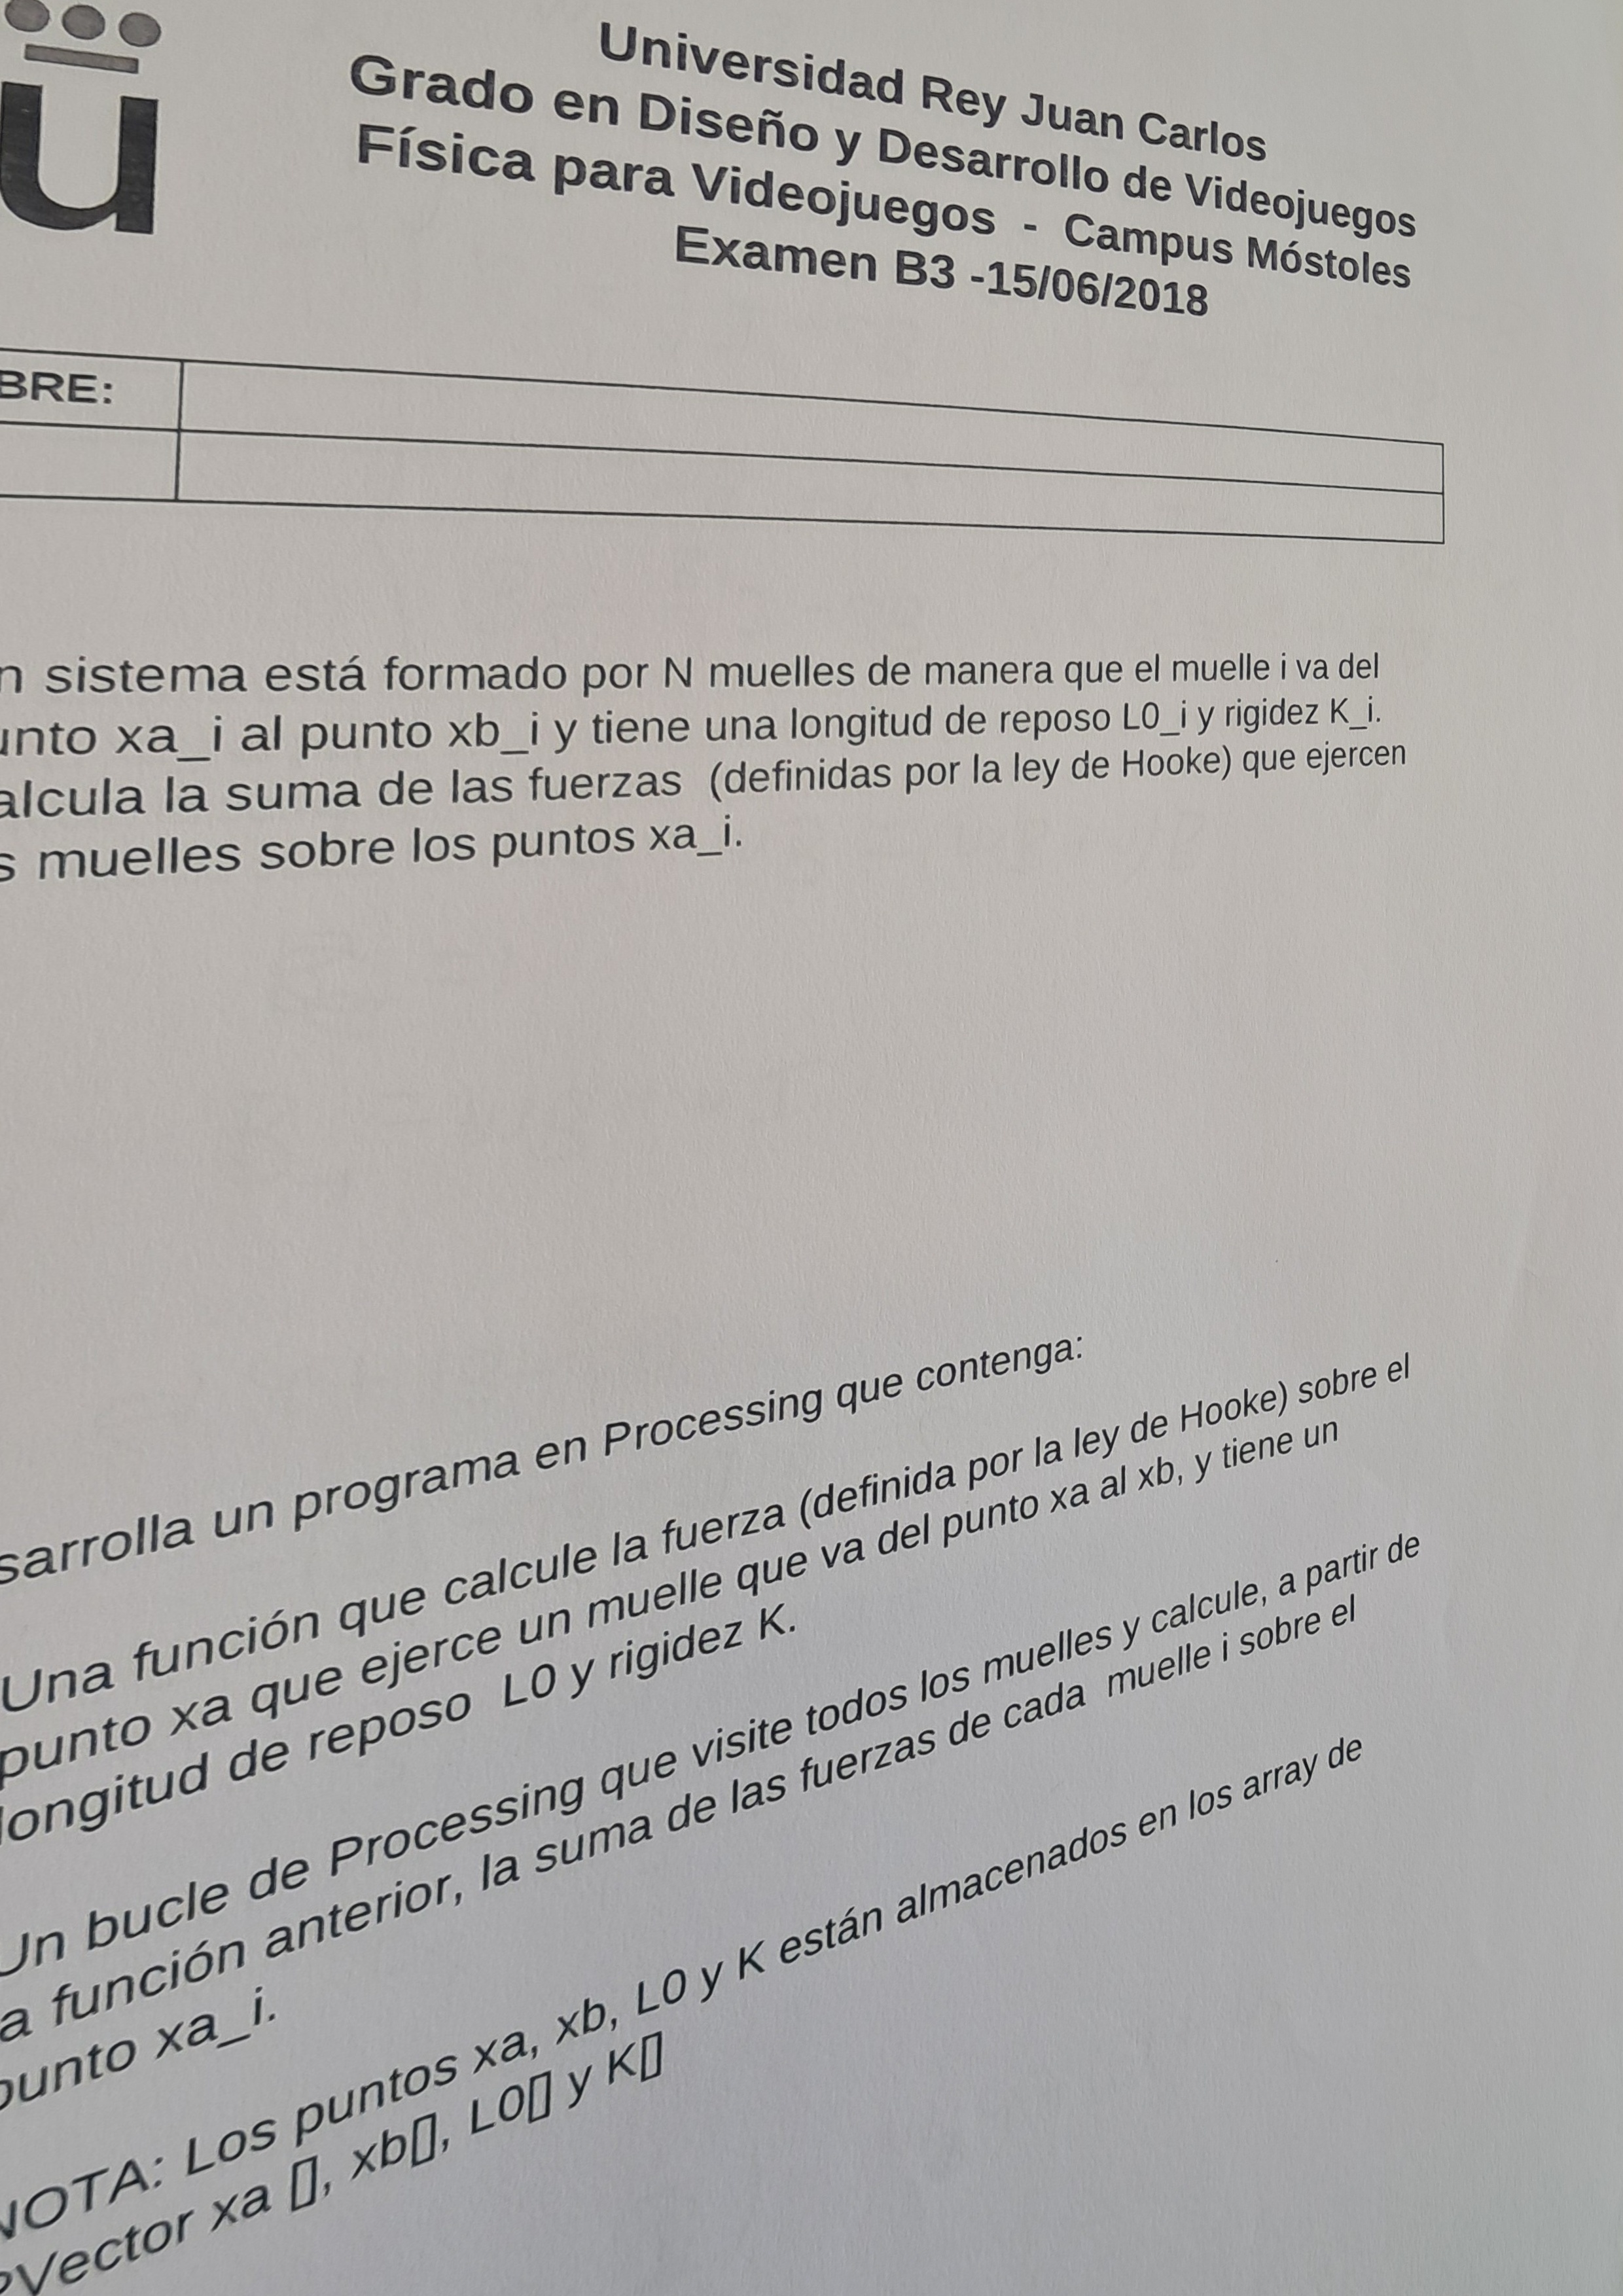 u
Universidad Rey Juan Carlos
Grado en Diseño y Desarrollo de Videojuegos
Física para Videojuegos - Campus Móstoles
Examen B3 -15/06/2018
BRE:
n sistema está formado por N muelles de manera que el muelle i va del
unto xa_i al punto xb_i y tiene una longitud de reposo L0_i y rigidez K_i.
alcula la suma de las fuerzas (definidas por la ley de Hooke) que ejercen
s muelles sobre los puntos xa_i.
sarrolla un programa en Processing que contenga:
Una función que calcule la fuerza (definida por la ley de Hooke) sobre el
punto xa que ejerce un muelle que va del punto xa al xb, y tiene un
longitud de reposo L0 y rigidez K.
Un bucle de Processing que visite todos los muelles y calcule, a partir de
a función anterior, la suma de las fuerzas de cada muelle i sobre el
punto xa_i.
NOTA: Los puntos xa, xb, L0 y K están almacenados en los array de
PVector xa [], xb[], L0[] y K[]